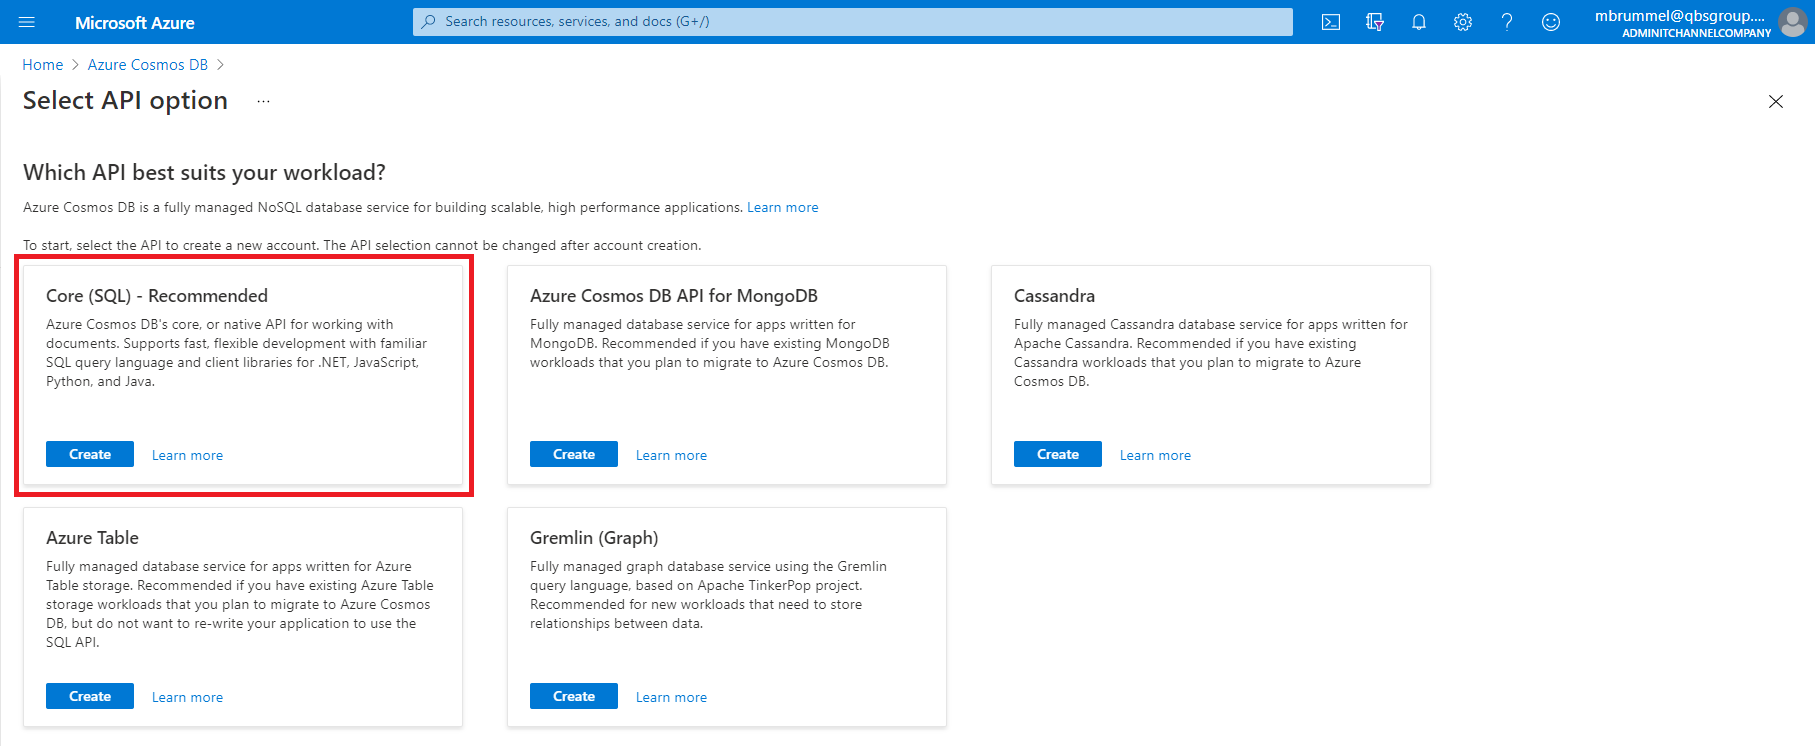 Microsoft Azure
Search resources, services, and docs (G+/)
mbrummel@qbsgroup....
ADMINITCHANNELCOMPANY
Home > Azure Cosmos DB >
Select API option ...
Which API best suits your workload?
Azure Cosmos DB is a fully managed NoSQL database service for building scalable, high performance applications. Learn more
To start, select the API to create a new account. The API selection cannot be changed after account creation.
Core (SQL) - Recommended
Azure Cosmos DB's core, or native API for working with
documents. Supports fast, flexible development with familiar
SQL query language and client libraries for .NET, JavaScript,
Python, and Java.
Create Learn more
Azure Cosmos DB API for MongoDB
Fully managed database service for apps written for
MongoDB. Recommended if you have existing MongoDB
workloads that you plan to migrate to Azure Cosmos DB.
Create Learn more
Cassandra
Fully managed Cassandra database service for apps written for
Apache Cassandra. Recommended if you have existing
Cassandra workloads that you plan to migrate to Azure
Cosmos DB.
Create Learn more
Azure Table
Fully managed database service for apps written for Azure
Table storage. Recommended if you have existing Azure Table
storage workloads that you plan to migrate to Azure Cosmos
DB, but do not want to re-write your application to use the
SQL API.
Create Learn more
Gremlin (Graph)
Fully managed graph database service using the Gremlin
query language, based on Apache TinkerPop project.
Recommended for new workloads that need to store
relationships between data.
Create Learn more